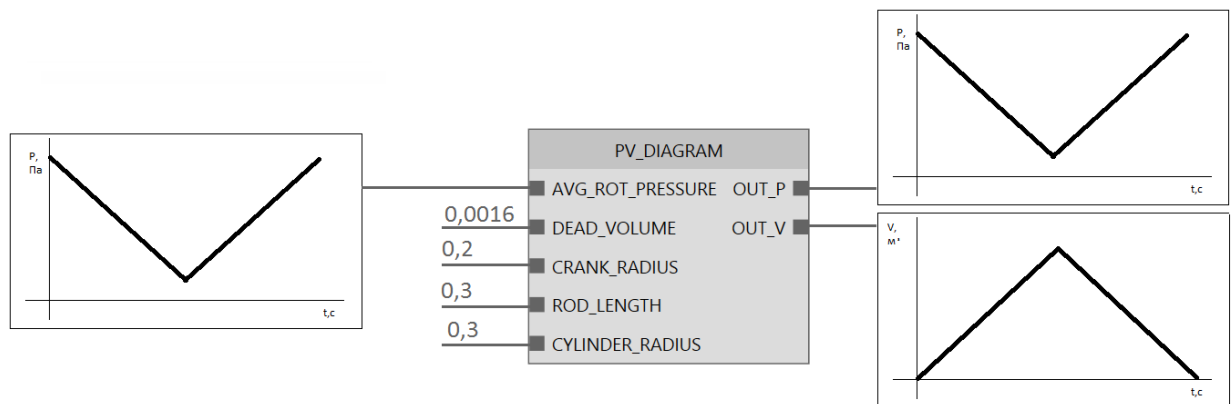 P,
Па
t,c
PV_DIAGRAM
AVG_ROT_PRESSURE OUT_P
0,0016
DEAD_VOLUME OUT_V
0,2
CRANK_RADIUS
0,3
ROD_LENGTH
0,3
CYLINDER_RADIUS
P,
Па
t,c
V,
м³
t,c